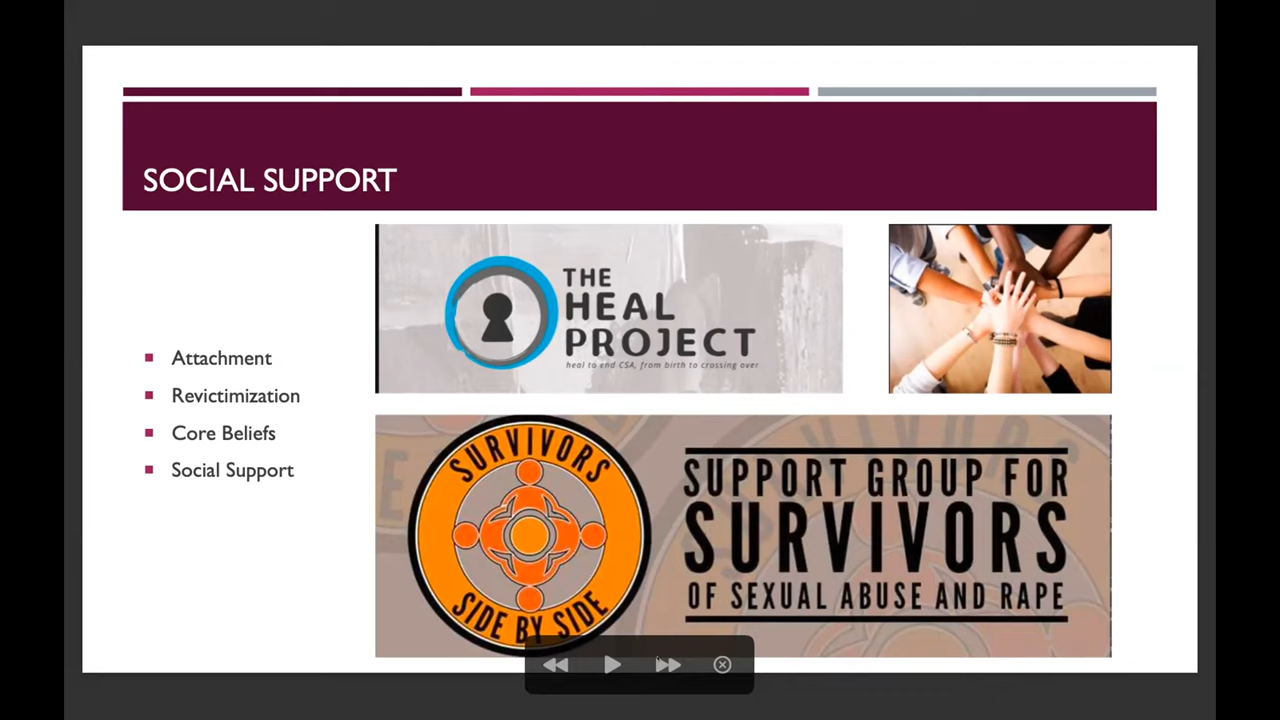 SOCIAL SUPPORT
Attachment
Revictimization
Core Beliefs
Social Support
THE
HEAL
PROJECT
heal to end CSA, from birth to crossing over
SURVIVORS
SIDE BY SIDE
SUPPORT GROUP FOR
SURVIVORS
OF SEXUAL ABUSE AND RAPE